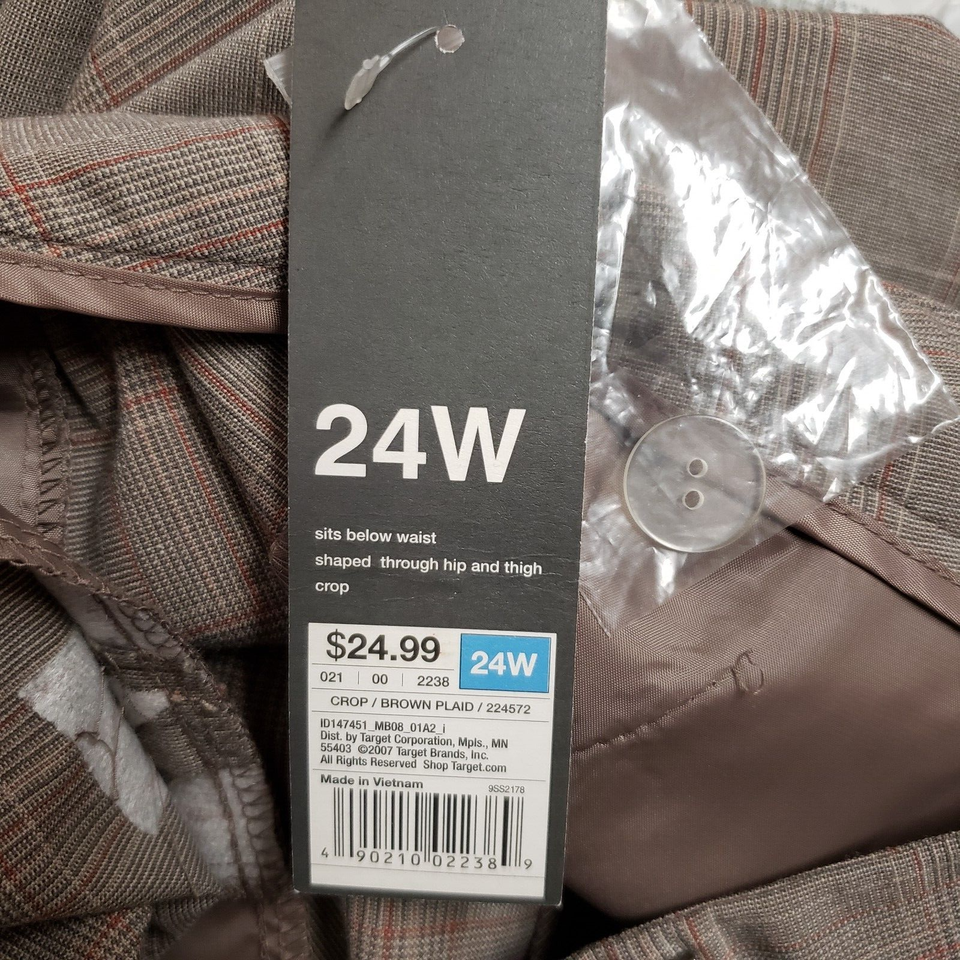 24W
sits below waist
shaped through hip and thigh
crop
$24.99
24W
021 | 00 | 2238
CROP / BROWN PLAID / 224572
ID147451_MB08_01A2_i
Dist. by Target Corporation, Mpls., MN
55403 ©2007 Target Brands, Inc.
All Rights Reserved Shop Target.com
Made in Vietnam
9SS2178
4 90210 02238 9